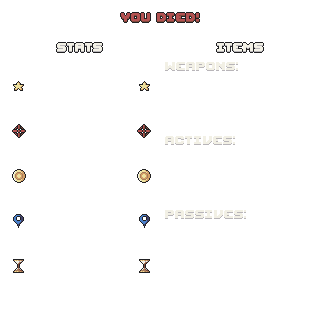 YOU DIED!
STATS
ITEMS
WEAPONS:
ACTIVES:
PASSIVES: